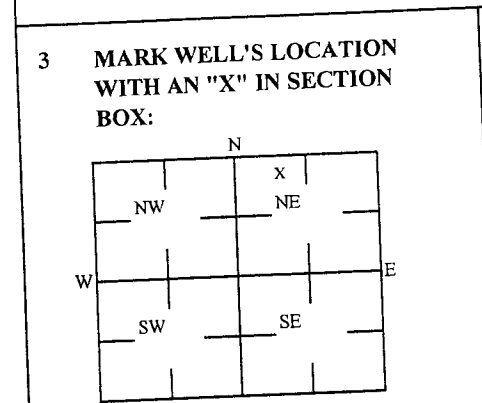 3 MARK WELL'S LOCATION
WITH AN "X" IN SECTION
BOX:
N
X
NW NE
W E
SW SE